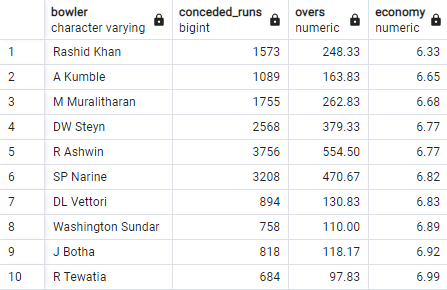 bowler conceded_runs overs economy
character varying bigint numeric numeric
1 Rashid Khan 1573 248.33 6.33
2 A Kumble 1089 163.83 6.65
3 M Muralitharan 1755 262.83 6.68
4 DW Steyn 2568 379.33 6.77
5 R Ashwin 3756 554.50 6.77
6 SP Narine 3208 470.67 6.82
7 DL Vettori 894 130.83 6.83
8 Washington Sundar 758 110.00 6.89
9 J Botha 818 118.17 6.92
10 R Tewatia 684 97.83 6.99